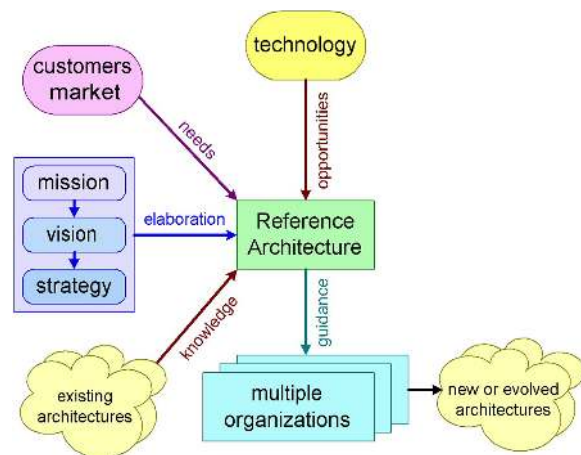 technology
customers
market
needs
opportunities
mission
vision
strategy
elaboration
Reference
Architecture
knowledge
guidance
existing
architectures
multiple
organizations
new or evolved
architectures